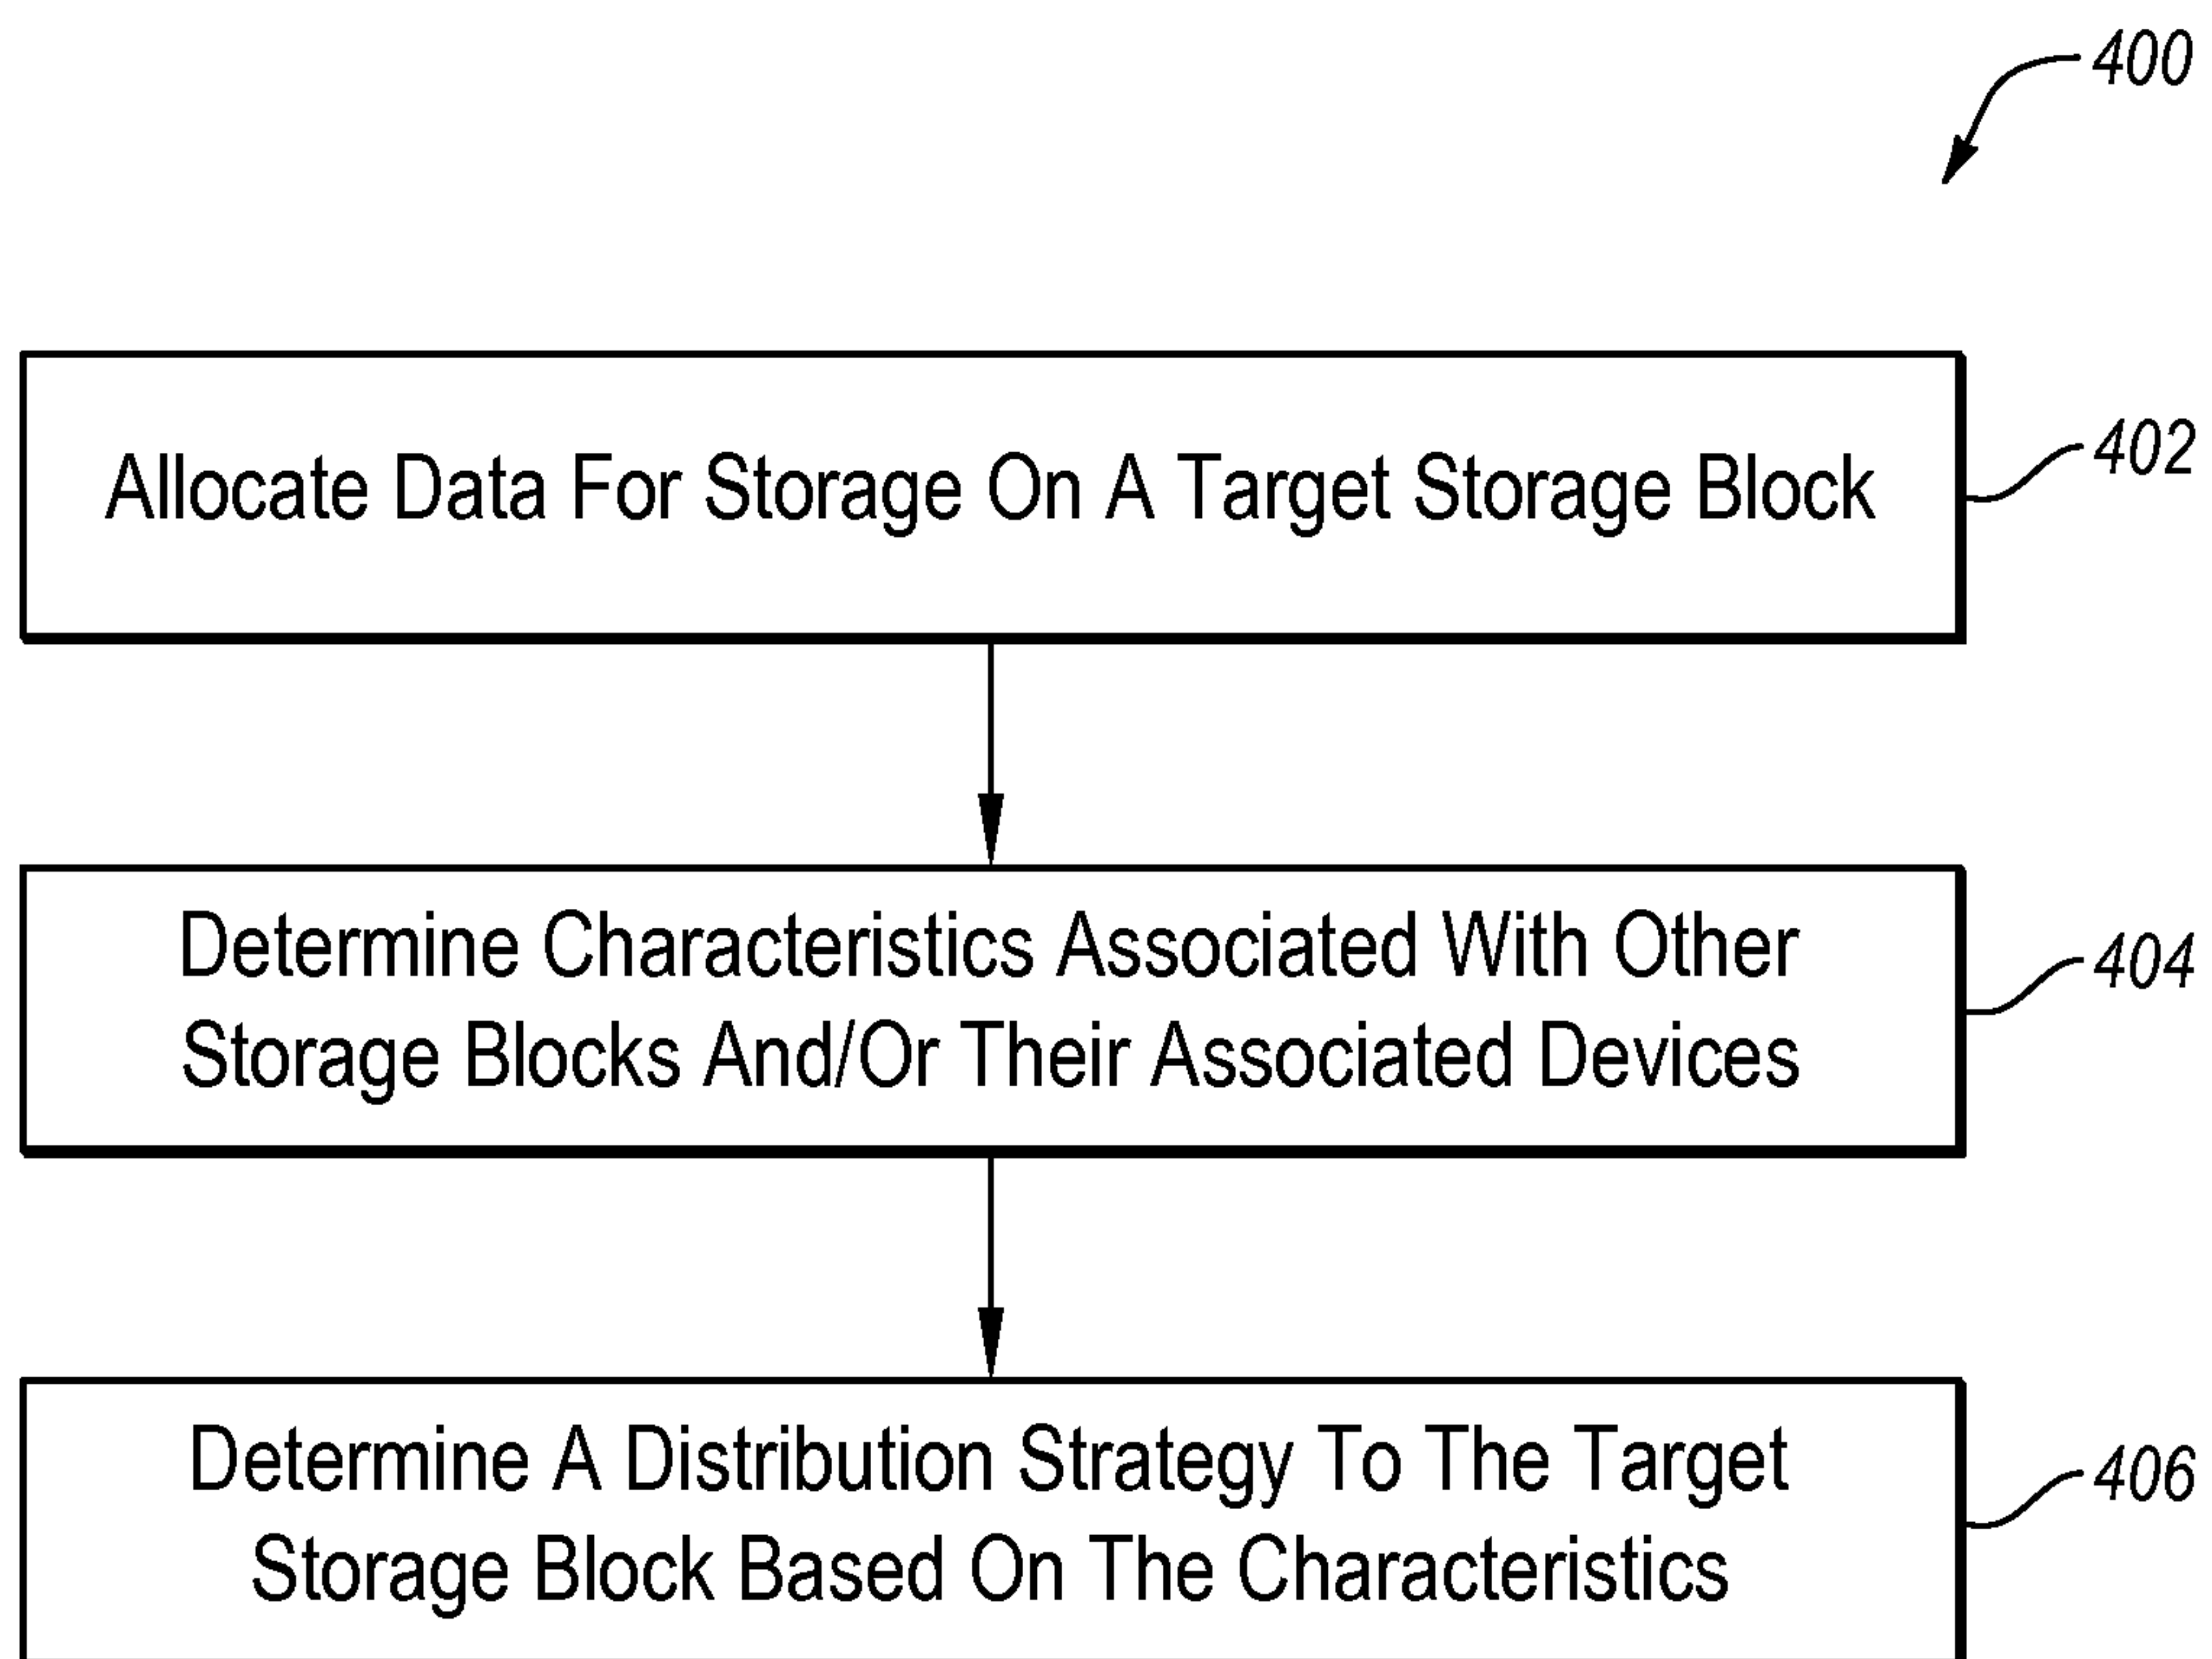 400
Allocate Data For Storage On A Target Storage Block
402
Determine Characteristics Associated With Other
Storage Blocks And/Or Their Associated Devices
404
Determine A Distribution Strategy To The Target
Storage Block Based On The Characteristics
406